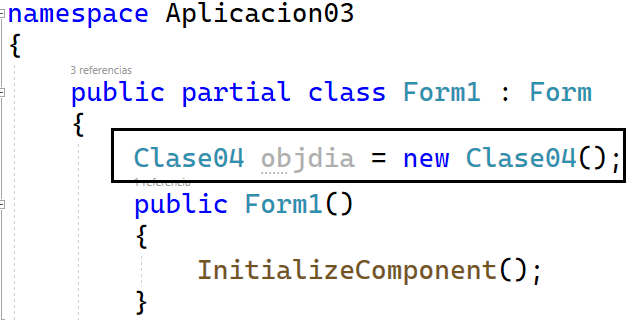 namespace Aplicacion03
{
3 referencias
public partial class Form1 : Form
{
Clase04 objdia = new Clase04();
1 referencia
public Form1()
{
InitializeComponent();
}